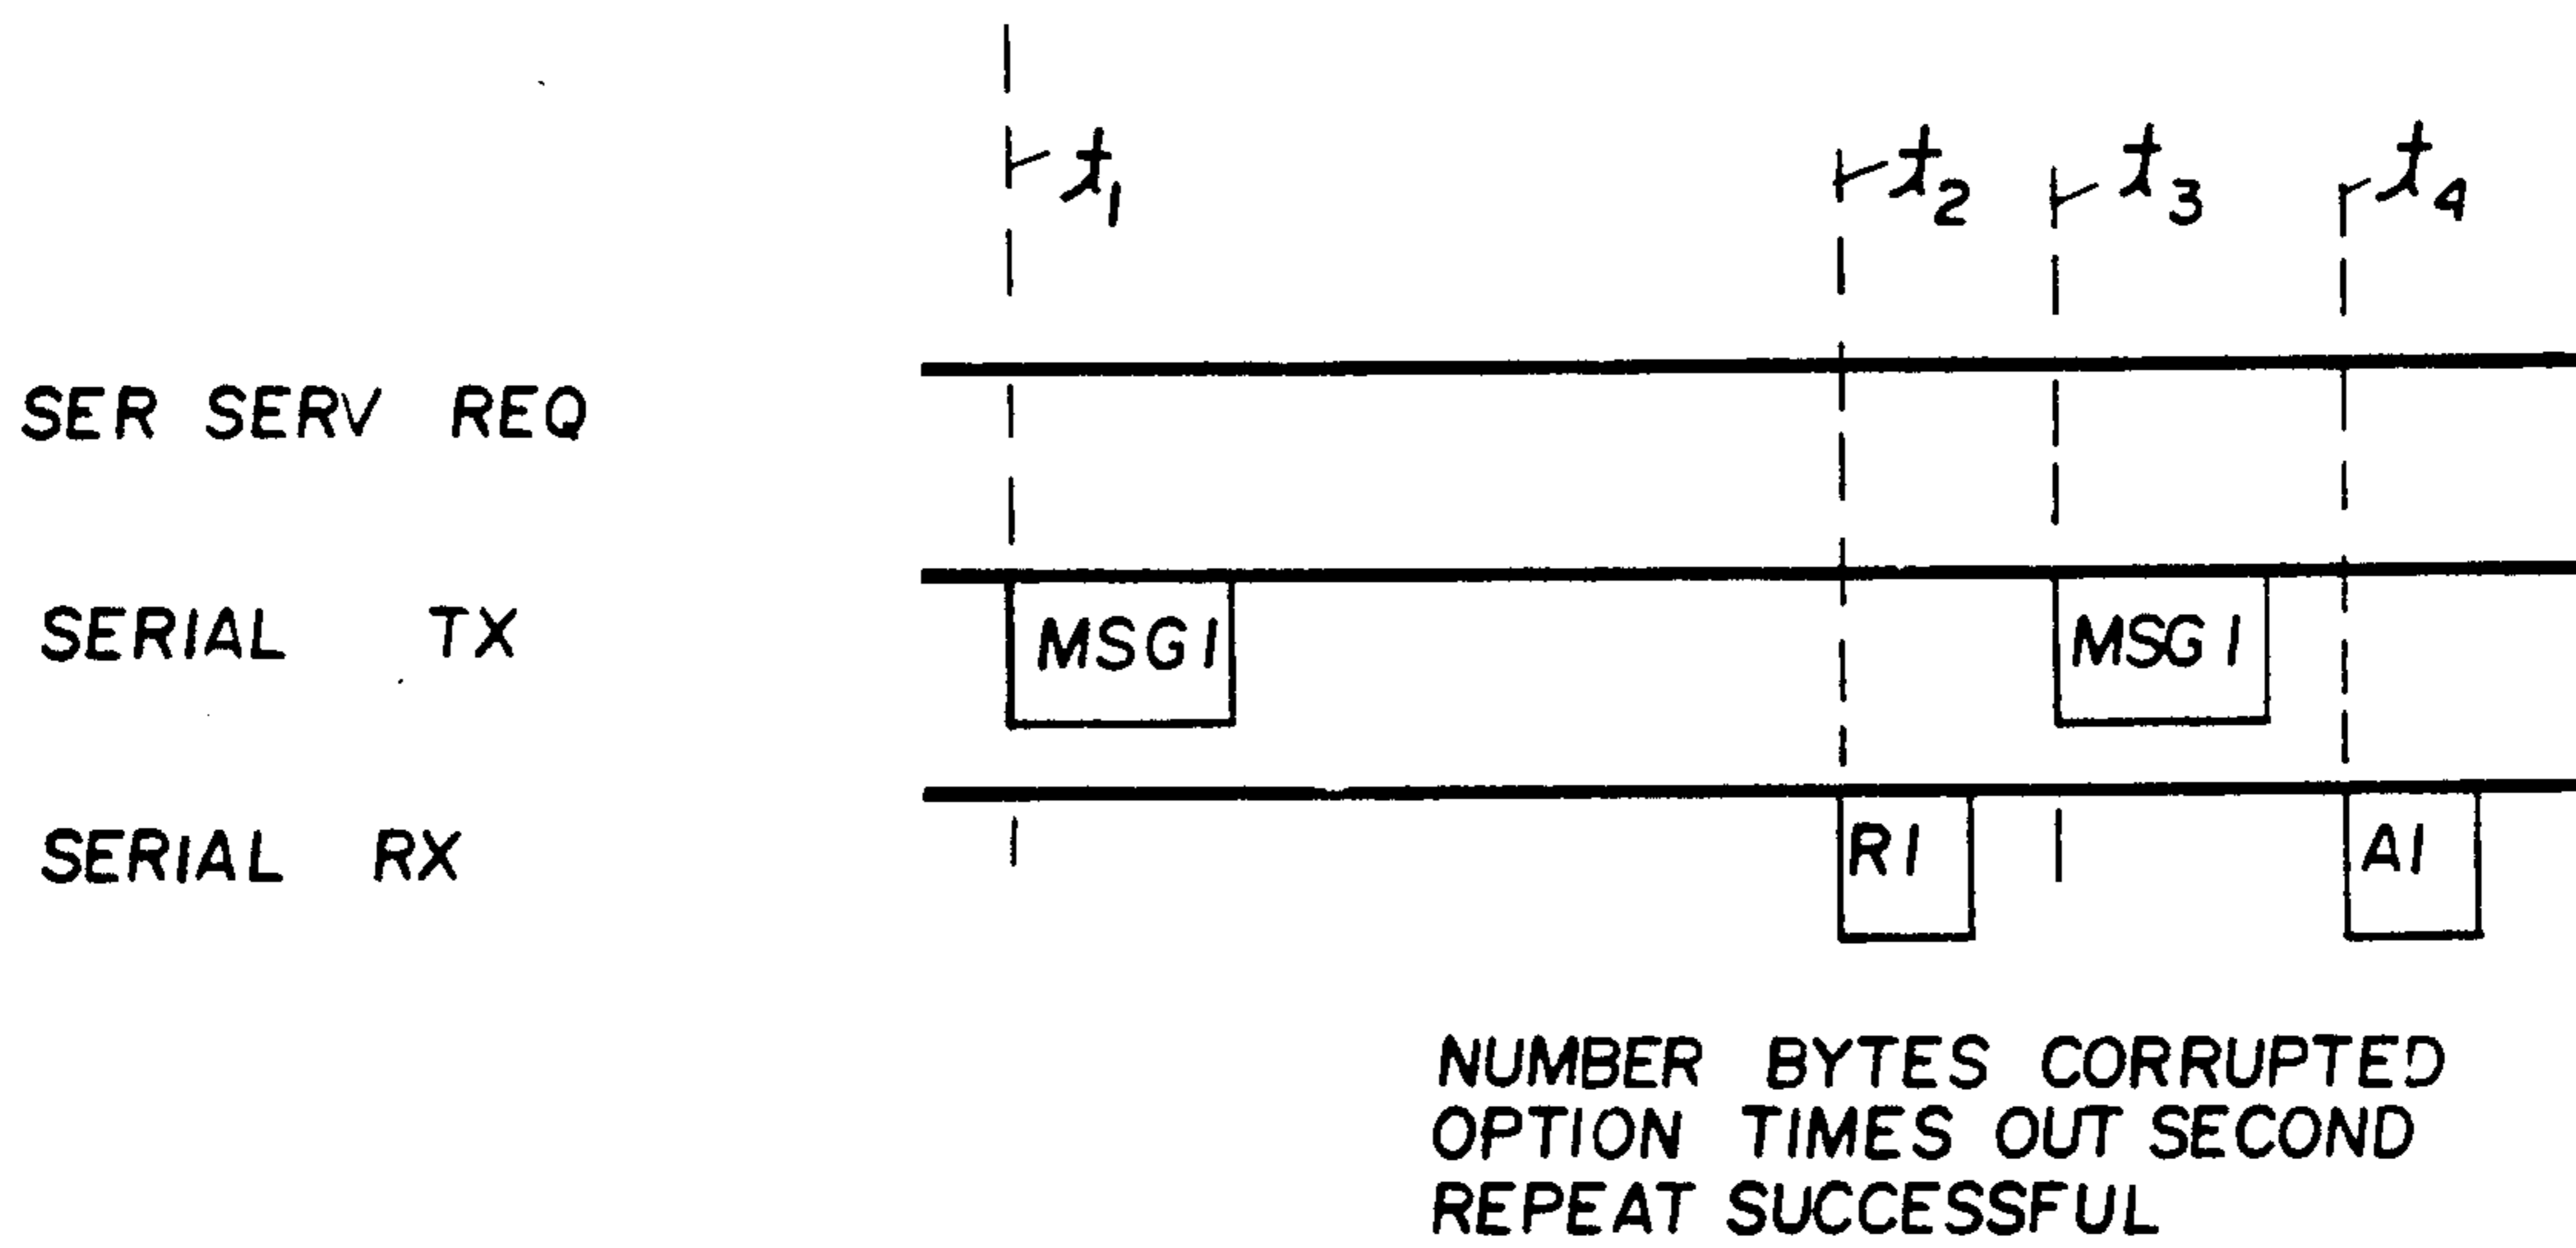 t1 t2 t3 t4
SER SERV REQ
SERIAL TX
MSG1 MSG1
SERIAL RX
R1 A1
NUMBER BYTES CORRUPTED
OPTION TIMES OUT SECOND
REPEAT SUCCESSFUL